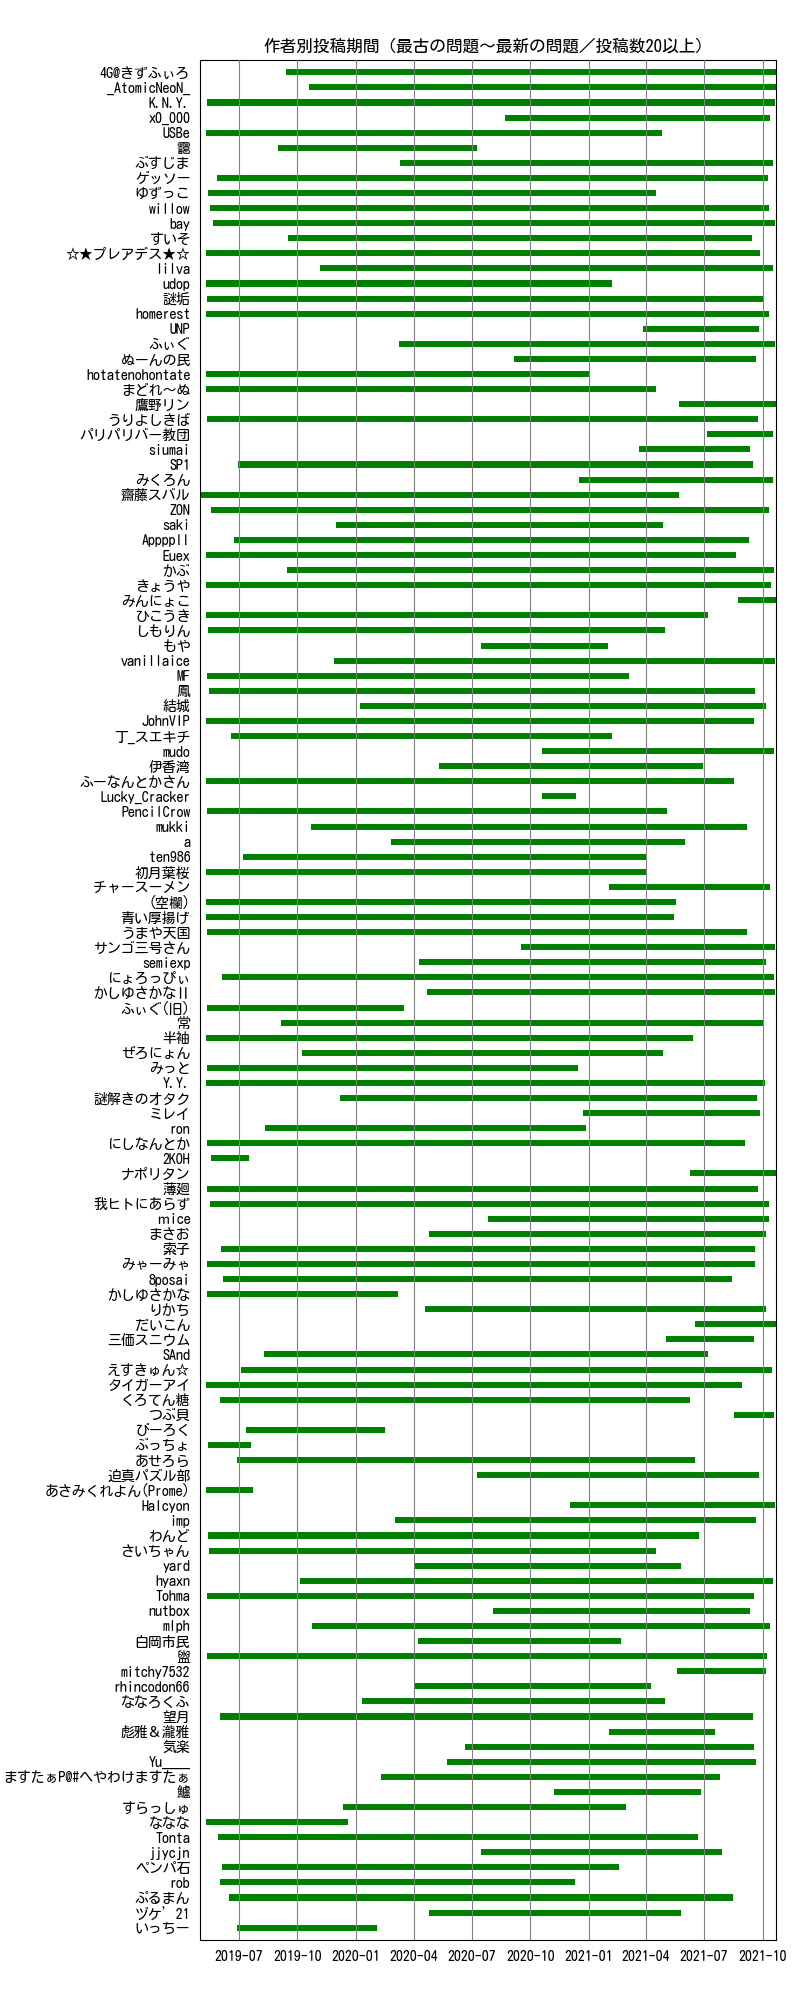 作者別投稿期間（最古の問題～最新の問題／投稿数20以上）
4G@きずふぃろ
_AtomicNeoN_
K.N.Y.
xO_OOO
USBe
靏
ぶすじま
ゲッソー
ゆずっこ
willow
bay
すいそ
☆★プレアデス★☆
lilva
udop
謎垢
homerest
UNP
ふぃぐ
ぬーんの民
hotatenohontate
まどれ～ぬ
鷹野リン
うりよしきば
パリパリバー教団
siumai
SP1
みくろん
齋藤スバル
ZON
saki
Appppll
Euex
かぶ
きょうや
みんにょこ
ひこうき
しもりん
もや
vanillaice
MF
鳳
結城
JohnVIP
丁_スエキチ
mudo
伊香湾
ふーなんとかさん
Lucky_Cracker
PencilCrow
mukki
a
ten986
初月葉桜
チャースーメン
(空欄)
青い厚揚げ
うまや天国
サンゴ三号さん
semiexp
にょろっぴぃ
かしゆさかなⅡ
ふぃぐ(旧)
常
半袖
ぜろにょん
みっと
Y.Y.
謎解きのオタク
ミレイ
ron
にしなんとか
2KOH
ナポリタン
薄廻
我ヒトにあらず
mice
まさお
索子
みゃーみゃ
8posai
かしゆさかな
りかち
だいこん
三価スニウム
SAnd
えすきゅん☆
タイガーアイ
くろてん糖
つぶ貝
びーろく
ぶっちょ
あせろら
迫真パズル部
あさみくれよん(Prome)
Halcyon
imp
わんど
さいちゃん
yard
hyaxn
Tohma
nutbox
mlph
白岡市民
mitchy7532
rhincodon66
ななろくふ
望月
彪雅＆瀧雅
気楽
Yu____
ますたぁP@#へやわけますたぁ
鱸
すらっしゅ
ななな
Tonta
jjycjn
ペンパ石
rob
ぷるまん
ヅケ’21
いっちー
2019-07 2019-10 2020-01 2020-04 2020-07 2020-10 2021-01 2021-04 2021-07 2021-10